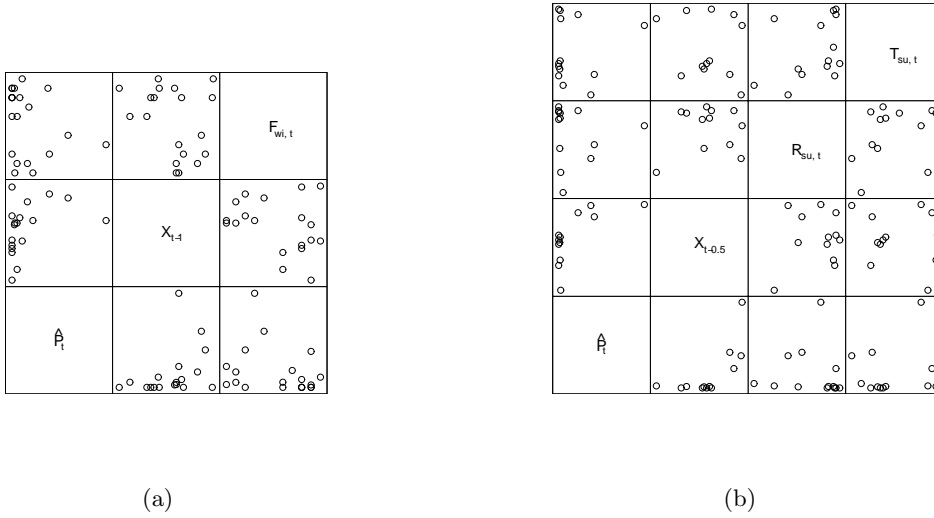 T_su, t
F_wi, t
R_su, t
X_t-1
X_t-0.5
P̂_t
P̂_t
(a)
(b)